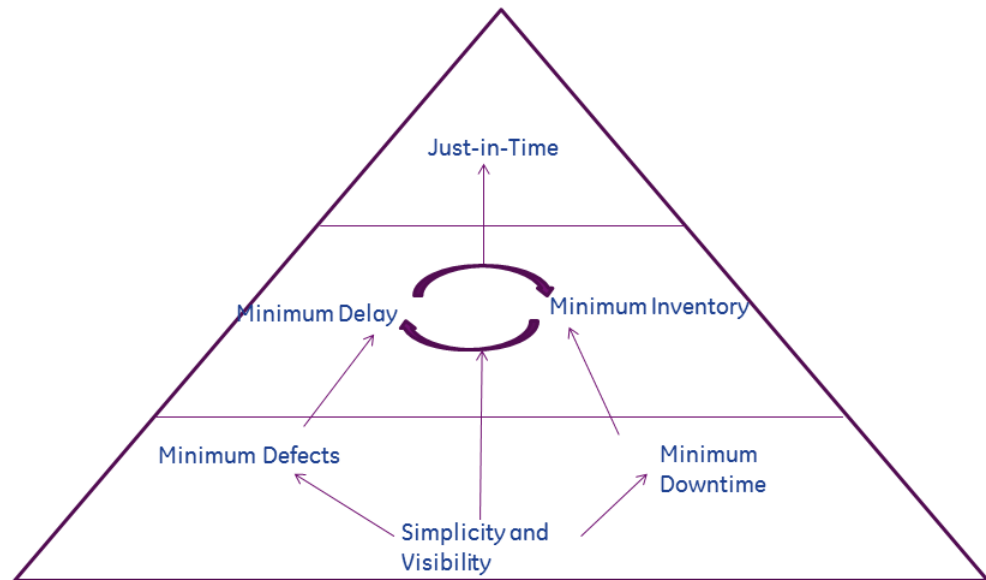 Just-in-Time
Minimum Delay
Minimum Inventory
Minimum Defects
Minimum
Downtime
Simplicity and
Visibility